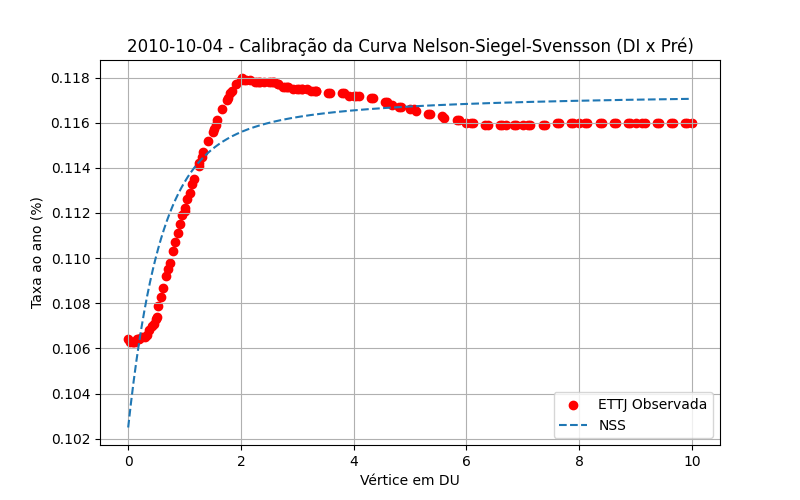 2010-10-04 - Calibração da Curva Nelson-Siegel-Svensson (DI x Pré)
0.118
0.116
0.114
0.112
0.110
0.108
0.106
0.104
0.102
Taxa ao ano (%)
ETTJ Observada
NSS
0 2 4 6 8 10
Vértice em DU